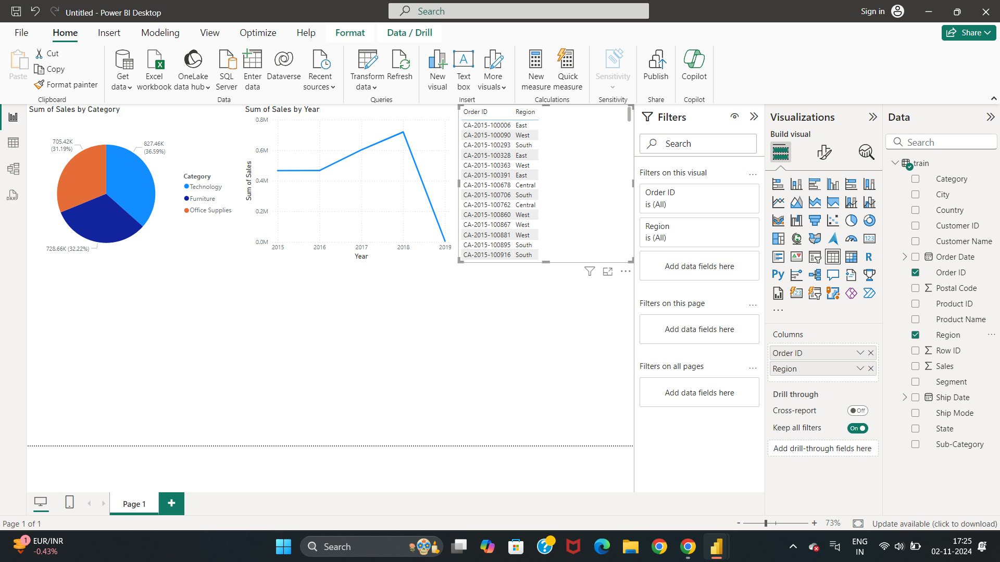 Untitled - Power BI Desktop
Search
Sign in
File
Home
Insert
Modeling
View
Optimize
Help
Format
Data / Drill
Share
Paste
Cut
Copy
Format painter
Clipboard
Get data
Excel workbook
OneLake data hub
SQL Server
Enter data
Dataverse
Recent sources
Data
Transform data
Refresh
Queries
New visual
Text box
More visuals
Insert
New measure
Quick measure
Calculations
Sensitivity
Sensitivity
Publish
Share
Copilot
Copilot
Sum of Sales by Category
705.42K
(31.19%)
827.46K
(36.59%)
728.66K (32.22%)
Category
Technology
Furniture
Office Supplies
Sum of Sales by Year
Sum of Sales
0.8M
0.6M
0.4M
0.2M
0.0M
2015 2016 2017 2018 2019
Year
Order ID Region
CA-2015-100006 East
CA-2015-100090 West
CA-2015-100293 South
CA-2015-100328 East
CA-2015-100363 West
CA-2015-100391 East
CA-2015-100678 Central
CA-2015-100706 South
CA-2015-100762 Central
CA-2015-100860 West
CA-2015-100867 West
CA-2015-100881 West
CA-2015-100895 South
CA-2015-100916 South
Filters
Search
Filters on this visual
Order ID
is (All)
Region
is (All)
Add data fields here
Filters on this page
Add data fields here
Filters on all pages
Add data fields here
Visualizations
Build visual
123
R
Py
123
Columns
Order ID
Region
Drill through
Cross-report
Off
Keep all filters
On
Add drill-through fields here
Data
Search
train
Category
City
Country
Customer ID
Customer Name
Order Date
Order ID
Postal Code
Product ID
Product Name
Region
Row ID
Sales
Segment
Ship Date
Ship Mode
State
Sub-Category
DAX
Page 1
+
Page 1 of 1
- + 73%
Update available (click to download)
1
EUR/INR
-0.43%
Search
ENG
IN
17:25
02-11-2024